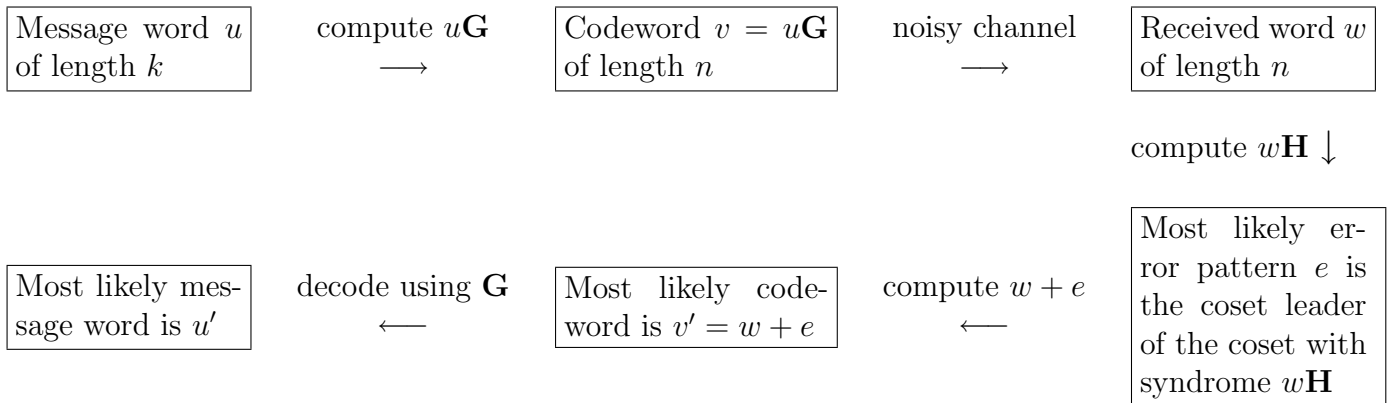 Message word u
of length k
compute uG
⟶
Codeword v = uG
of length n
noisy channel
⟶
Received word w
of length n
compute wH ↓
Most likely er-
ror pattern e is
the coset leader
of the coset with
syndrome wH
compute w + e
⟵
Most likely code-
word is v′ = w + e
decode using G
⟵
Most likely mes-
sage word is u′